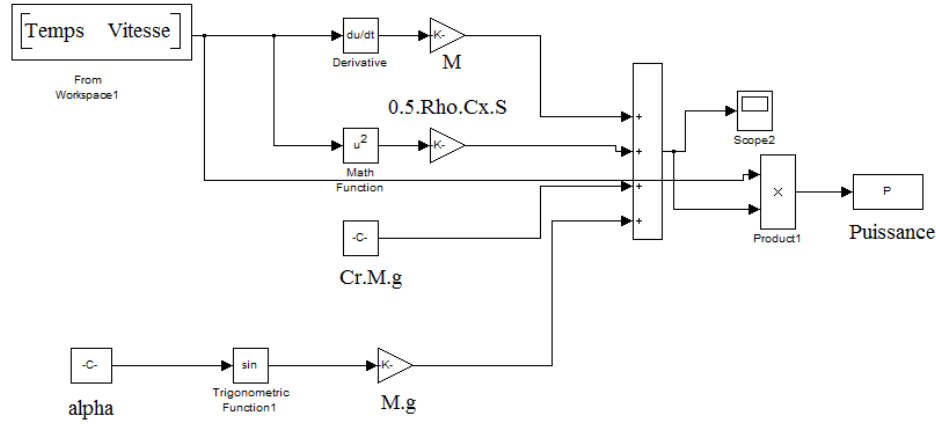 Temps Vitesse
From
Workspace1
du/dt
Derivative
-K-
M
0.5.Rho.Cx.S
u2
Math
Function
-K-
-C-
Cr.M.g
-C-
alpha
sin
Trigonometric
Function1
-K-
M.g
+
+
+
+
Scope2
×
Product1
P
Puissance